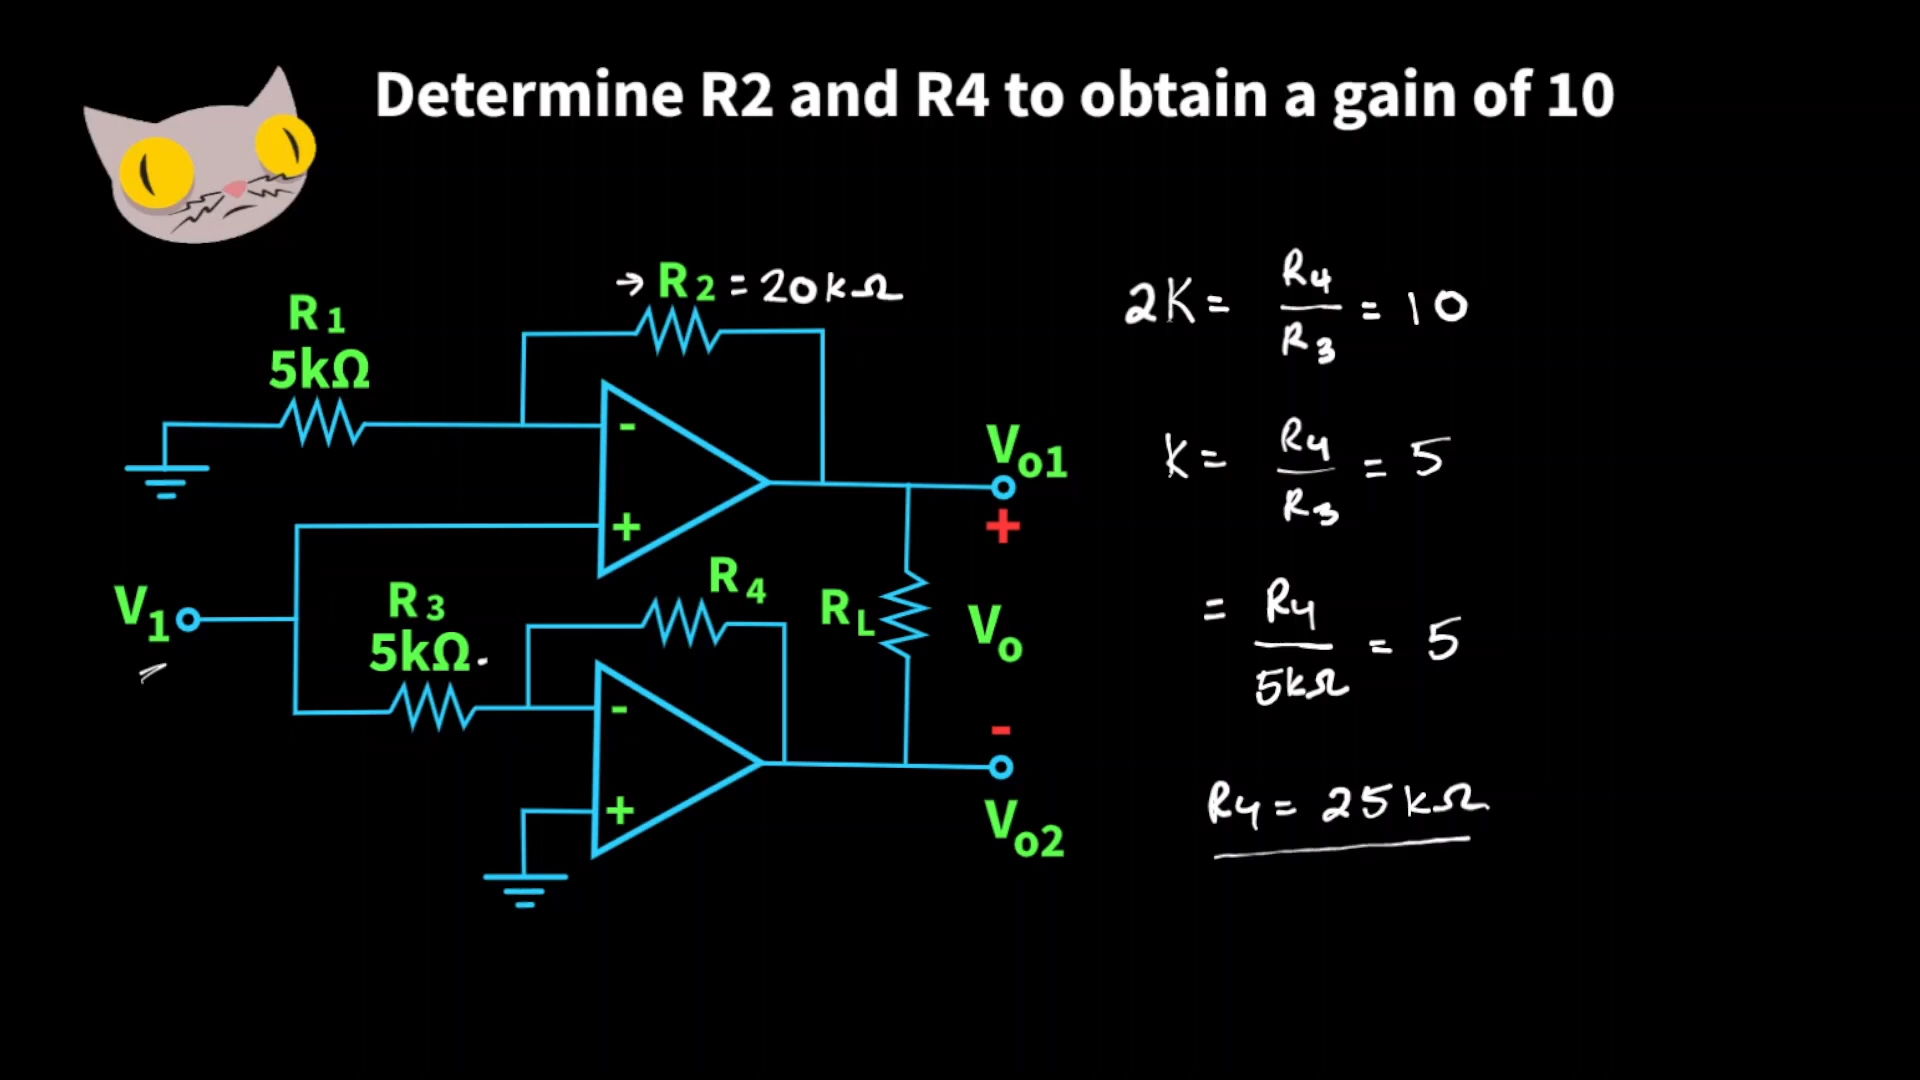 Determine R2 and R4 to obtain a gain of 10
→ R2 = 20kΩ
R1
5kΩ
-
+
Vo1
+
V1
R3
5kΩ.
R4
RL
Vo
-
+
-
Vo2
2K = R4/R3 = 10
K = R4/R3 = 5
= R4/5kΩ = 5
R4 = 25kΩ